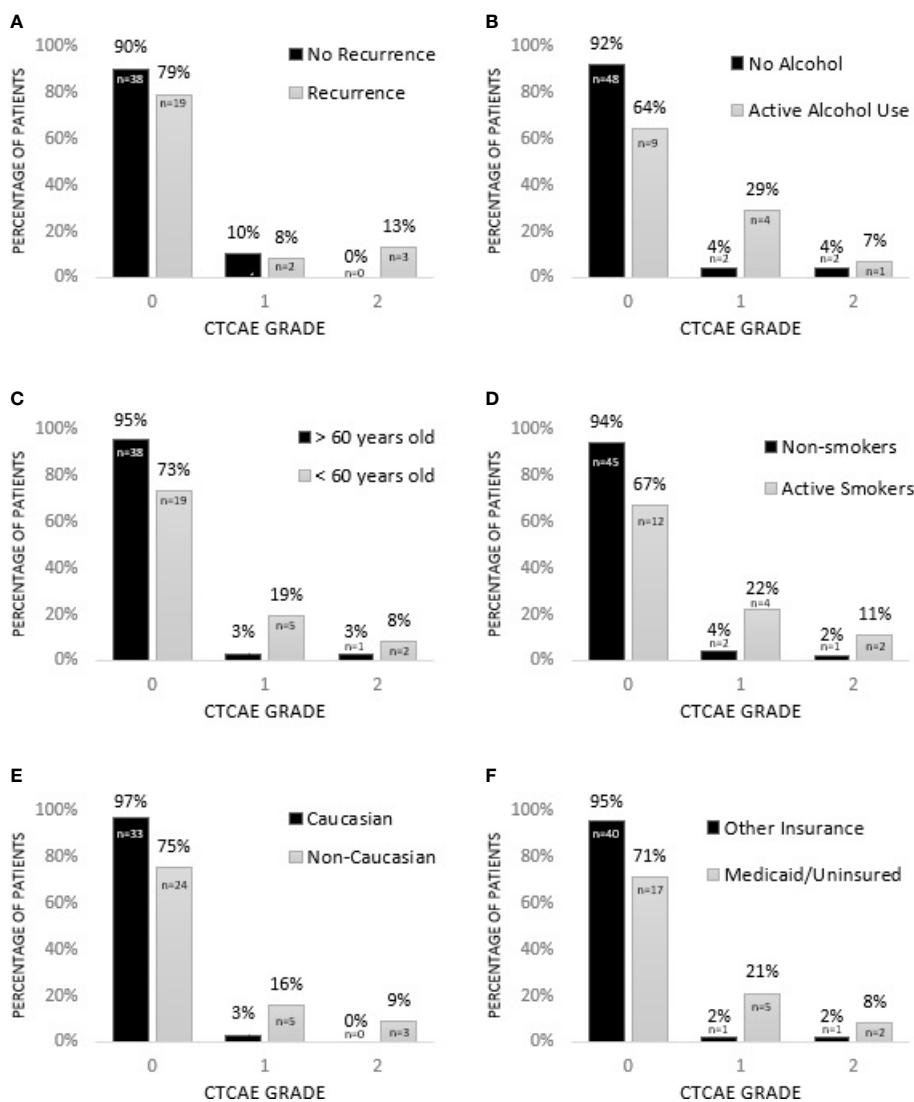 A
PERCENTAGE OF PATIENTS
100%
80%
60%
40%
20%
0%
90%
n=38
79%
n=19
10%
8%
n=2
0%
n=0
13%
n=3
No Recurrence
Recurrence
0
1
2
CTCAE GRADE
B
PERCENTAGE OF PATIENTS
100%
80%
60%
40%
20%
0%
92%
n=48
64%
n=9
4%
n=2
29%
n=4
4%
n=2
7%
n=1
No Alcohol
Active Alcohol Use
0
1
2
CTCAE GRADE
C
PERCENTAGE OF PATIENTS
100%
80%
60%
40%
20%
0%
95%
n=38
73%
n=19
3%
19%
n=5
3%
n=1
8%
n=2
> 60 years old
< 60 years old
0
1
2
CTCAE GRADE
D
PERCENTAGE OF PATIENTS
100%
80%
60%
40%
20%
0%
94%
n=45
67%
n=12
4%
n=2
22%
n=4
2%
n=1
11%
n=2
Non-smokers
Active Smokers
0
1
2
CTCAE GRADE
E
PERCENTAGE OF PATIENTS
100%
80%
60%
40%
20%
0%
97%
n=33
75%
n=24
3%
16%
n=5
0%
n=0
9%
n=3
Caucasian
Non-Caucasian
0
1
2
CTCAE GRADE
F
PERCENTAGE OF PATIENTS
100%
80%
60%
40%
20%
0%
95%
n=40
71%
n=17
2%
n=1
21%
n=5
2%
n=1
8%
n=2
Other Insurance
Medicaid/Uninsured
0
1
2
CTCAE GRADE